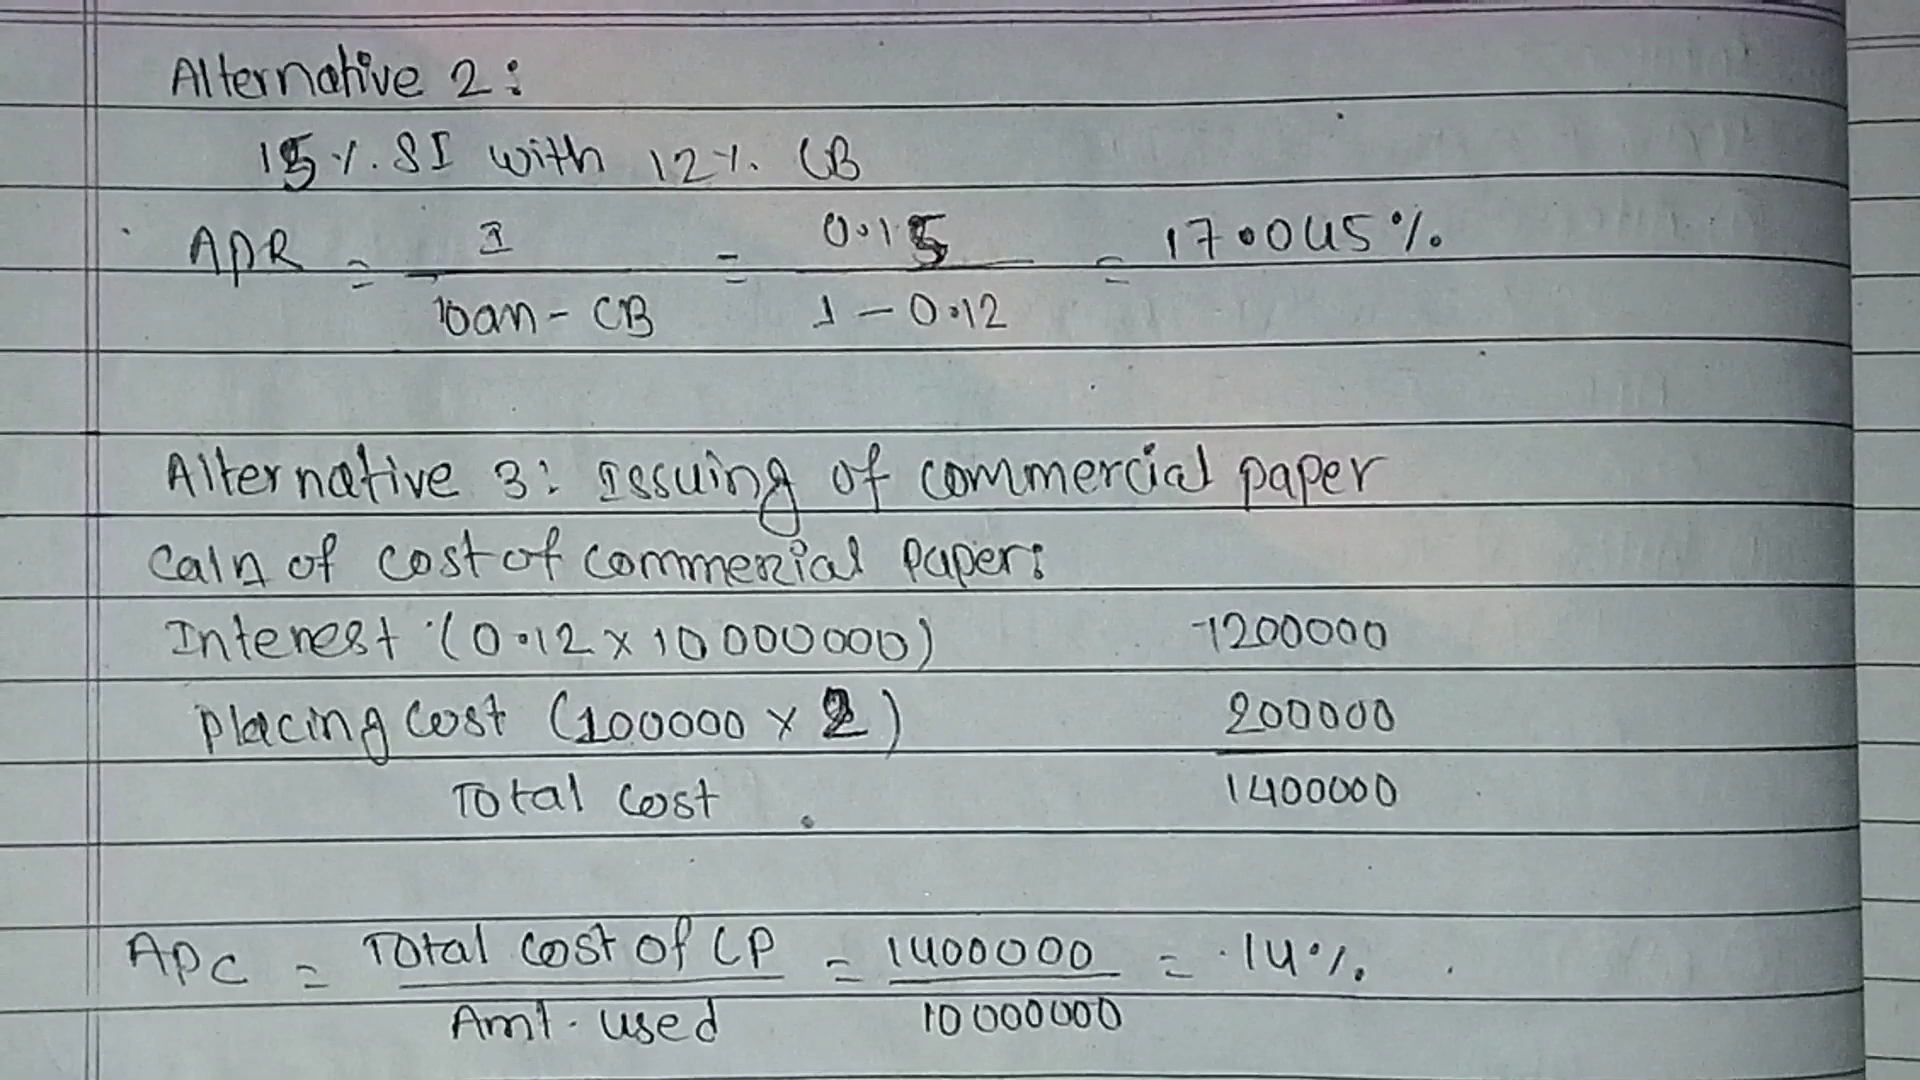 Alternative 2:
15%. SI with 12%. CB
APR = I / loan - CB = 0.15 / 1 - 0.12 = 17.045%.
Alternative 3: Issuing of commercial paper
Caln of cost of commercial paper:
Interest (0.12 x 10000000) 1200000
placing cost (100000 x 2) 200000
Total cost 1400000
APC = Total cost of CP / Amt. used = 1400000 / 10000000 = 14%.